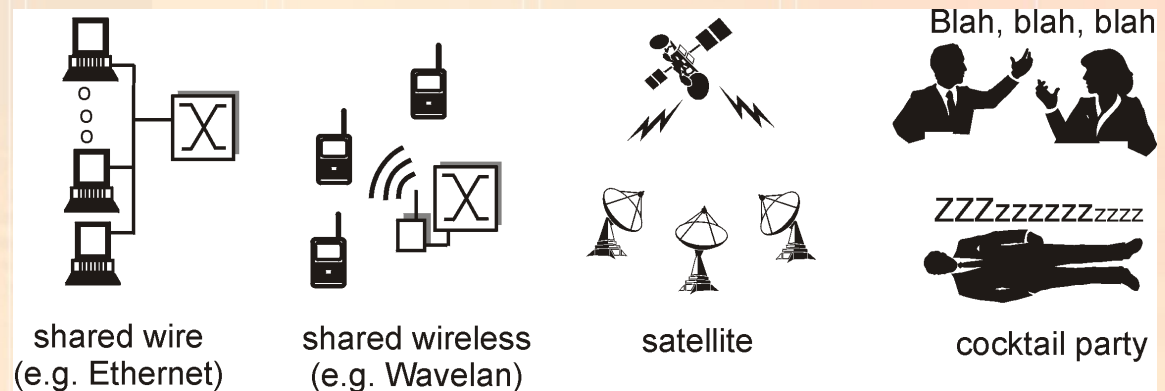 Blah, blah, blah
ZZZzzzzzzzzzz
shared wire
(e.g. Ethernet)
shared wireless
(e.g. Wavelan)
satellite
cocktail party